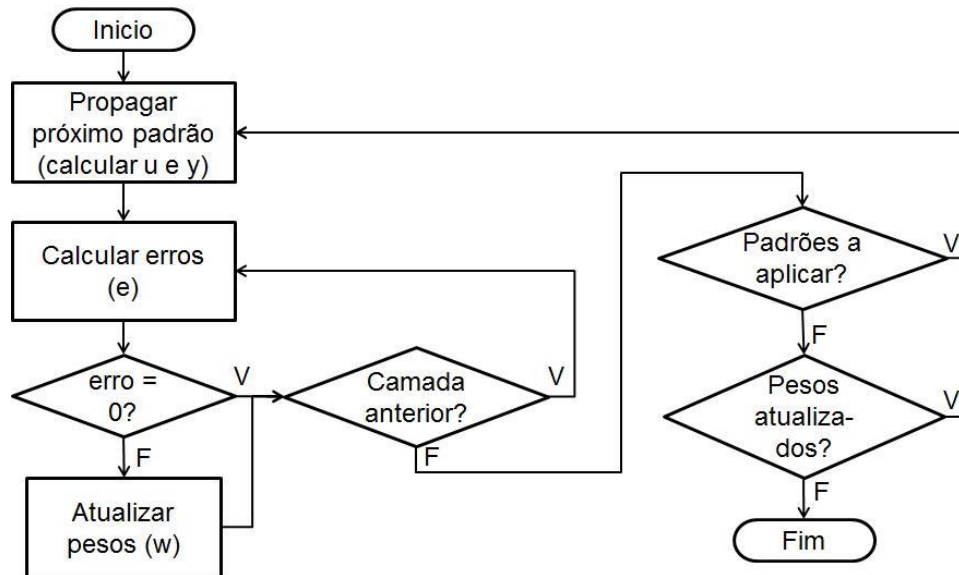 Inicio
Propagar
próximo padrão
(calcular u e y)
Calcular erros
(e)
erro =
0?
V
F
Atualizar
pesos (w)
Camada
anterior?
V
F
Padrões a
aplicar?
V
F
Pesos
atualiza-
dos?
V
F
Fim